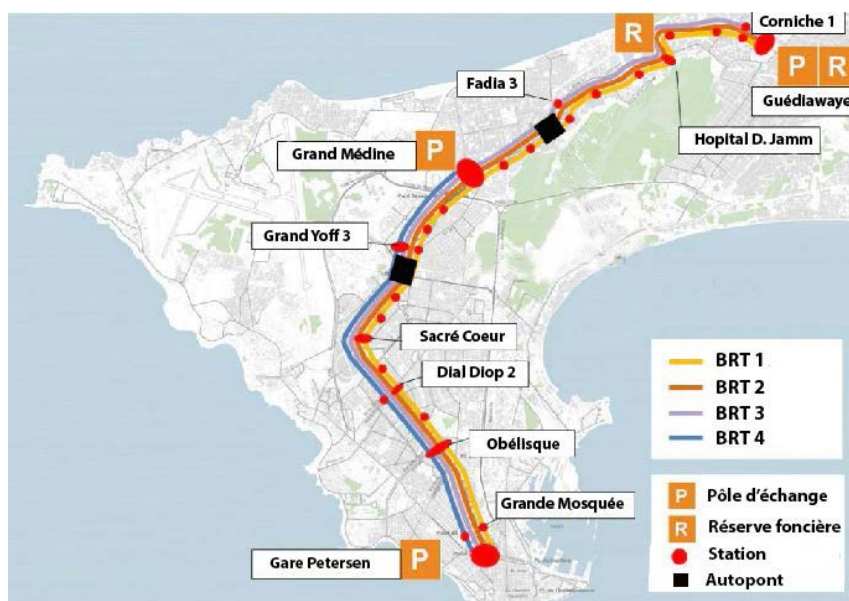 Corniche 1
R
P R
Fadia 3
Guédiawaye
Hopital D. Jamm
Grand Médine
P
Grand Yoff 3
Sacré Coeur
BRT 1
BRT 2
BRT 3
BRT 4
Dial Diop 2
Obélisque
P Pôle d'échange
R Réserve foncière
Station
Autopont
Grande Mosquée
Gare Petersen
P